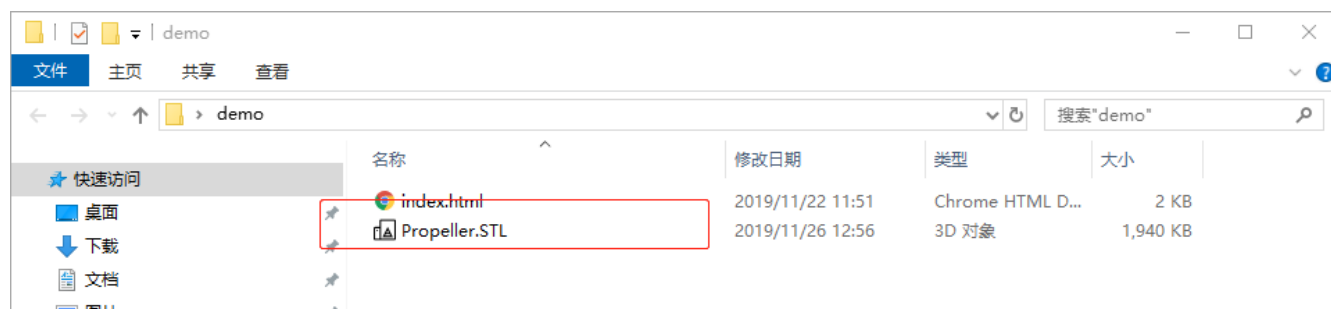 demo
文件 主页 共享 查看
demo 搜索"demo"
名称 修改日期 类型 大小
快速访问
index.html 2019/11/22 11:51 Chrome HTML D... 2 KB
桌面
Propeller.STL 2019/11/26 12:56 3D 对象 1,940 KB
下载
文档